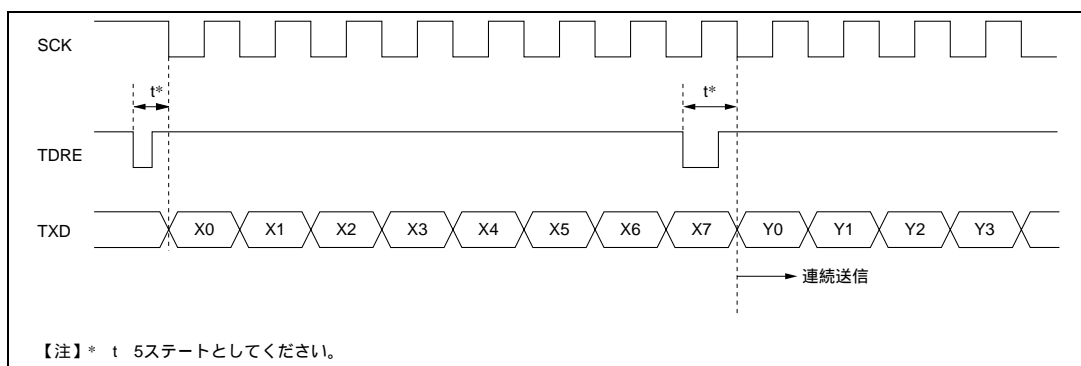 SCK
t* t*
TDRE
TXD X0 X1 X2 X3 X4 X5 X6 X7 Y0 Y1 Y2 Y3
連続送信
【注】* t 5ステートとしてください。